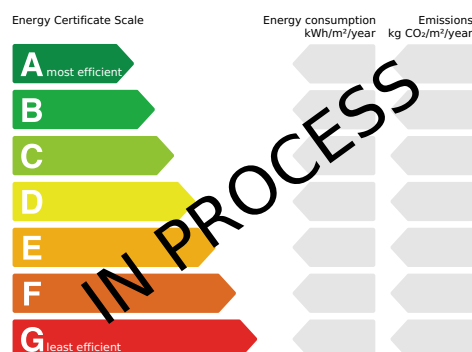 Energy Certificate Scale
Energy consumption
kWh/m²/year
Emissions
kg CO₂/m²/year
A most efficient
B
C
D
E
F
G least efficient
IN PROCESS